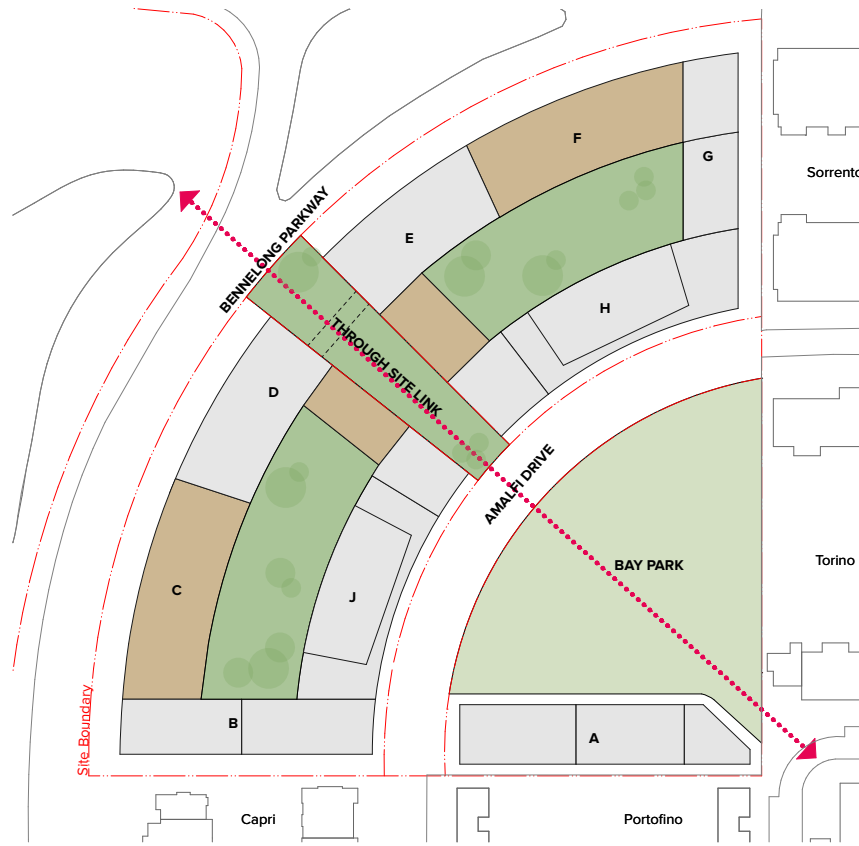 F
G
Sorrento
BENNELONG PARKWAY
E
H
THROUGH SITE LINK
D
AMALFI DRIVE
BAY PARK
Torino
C
J
Site Boundary
B
A
Capri
Portofino